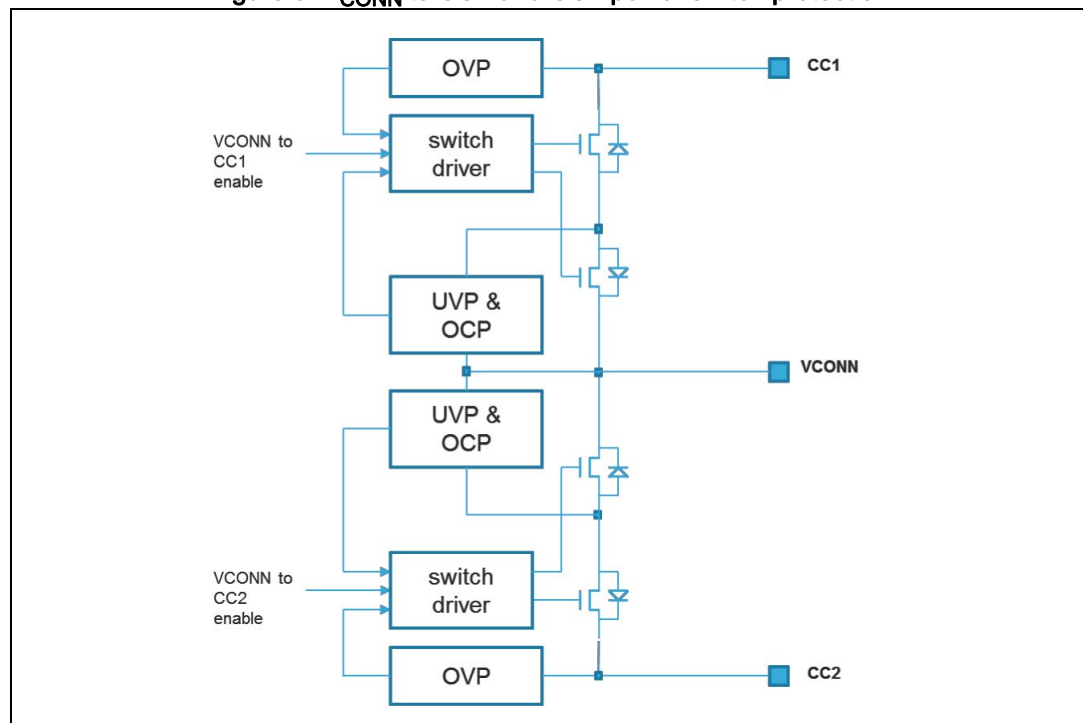 CONN
OVP
CC1
VCONN to
CC1
enable
switch
driver
UVP &
OCP
VCONN
UVP &
OCP
VCONN to
CC2
enable
switch
driver
OVP
CC2